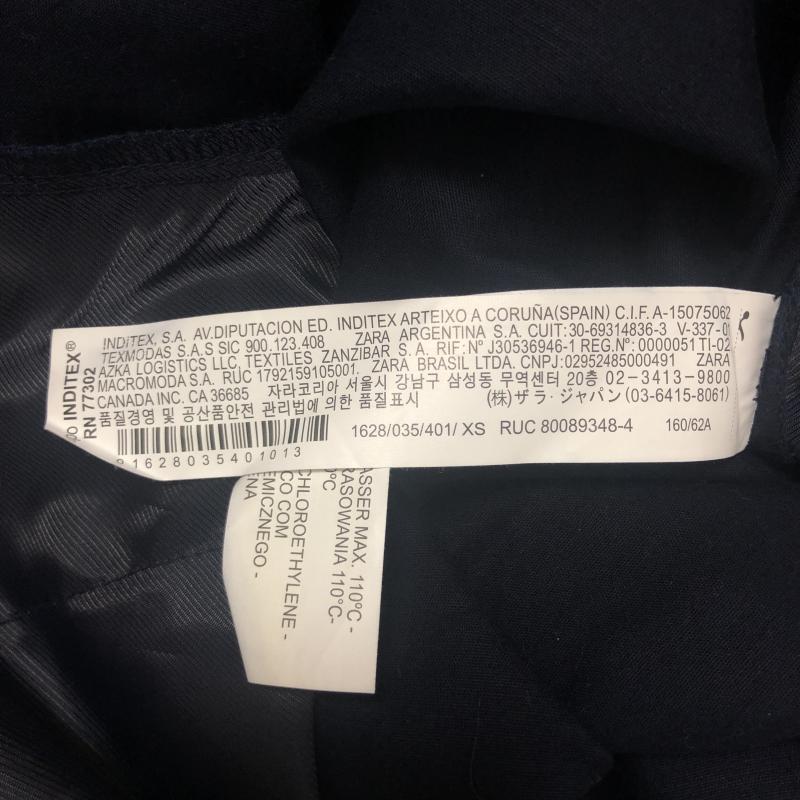 INDITEX, S.A. AV.DIPUTACION ED. INDITEX ARTEIXO A CORUÑA(SPAIN) C.I.F. A-15075062
TEXMODAS S.A.S SIC 900.123.408 ZARA ARGENTINA S.A. CUIT:30-69314836-3 V-337-0
AZKA LOGISTICS LLC TEXTILES ZANZIBAR S.A. RIF: Nº J30536946-1 REG.Nº: 0000051 TI-02
MACROMODA S.A. RUC 1792159105001. ZARA BRASIL LTDA. CNPJ:02952485000491 ZARA
CANADA INC. CA 36685 자라코리아 서울시 강남구 삼성동 무역센터 20층 02-3413-9800
품질경영 및 공산품안전 관리법에 의한 품질표시 (株)ザラ・ジャパン (03-6415-8061)
1628/035/401/ XS RUC 80089348-4 160/62A
1628035401013
INDITEX®
RN 77302
ASSER MAX. 110ºC -
RASOWANIA 110°C-
0ºC
CHLOROETHYLENE -
CO COM
EMICZNEGO -
ENA